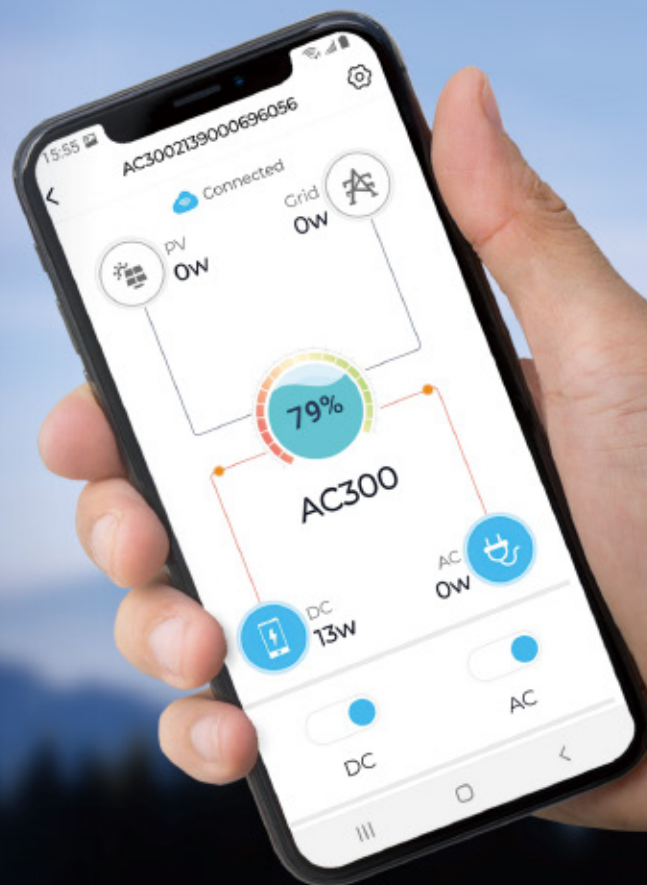 15:55
AC3002139000696056
Connected
PV
0W
Grid
0W
79%
AC300
DC
13W
AC
0W
DC
AC